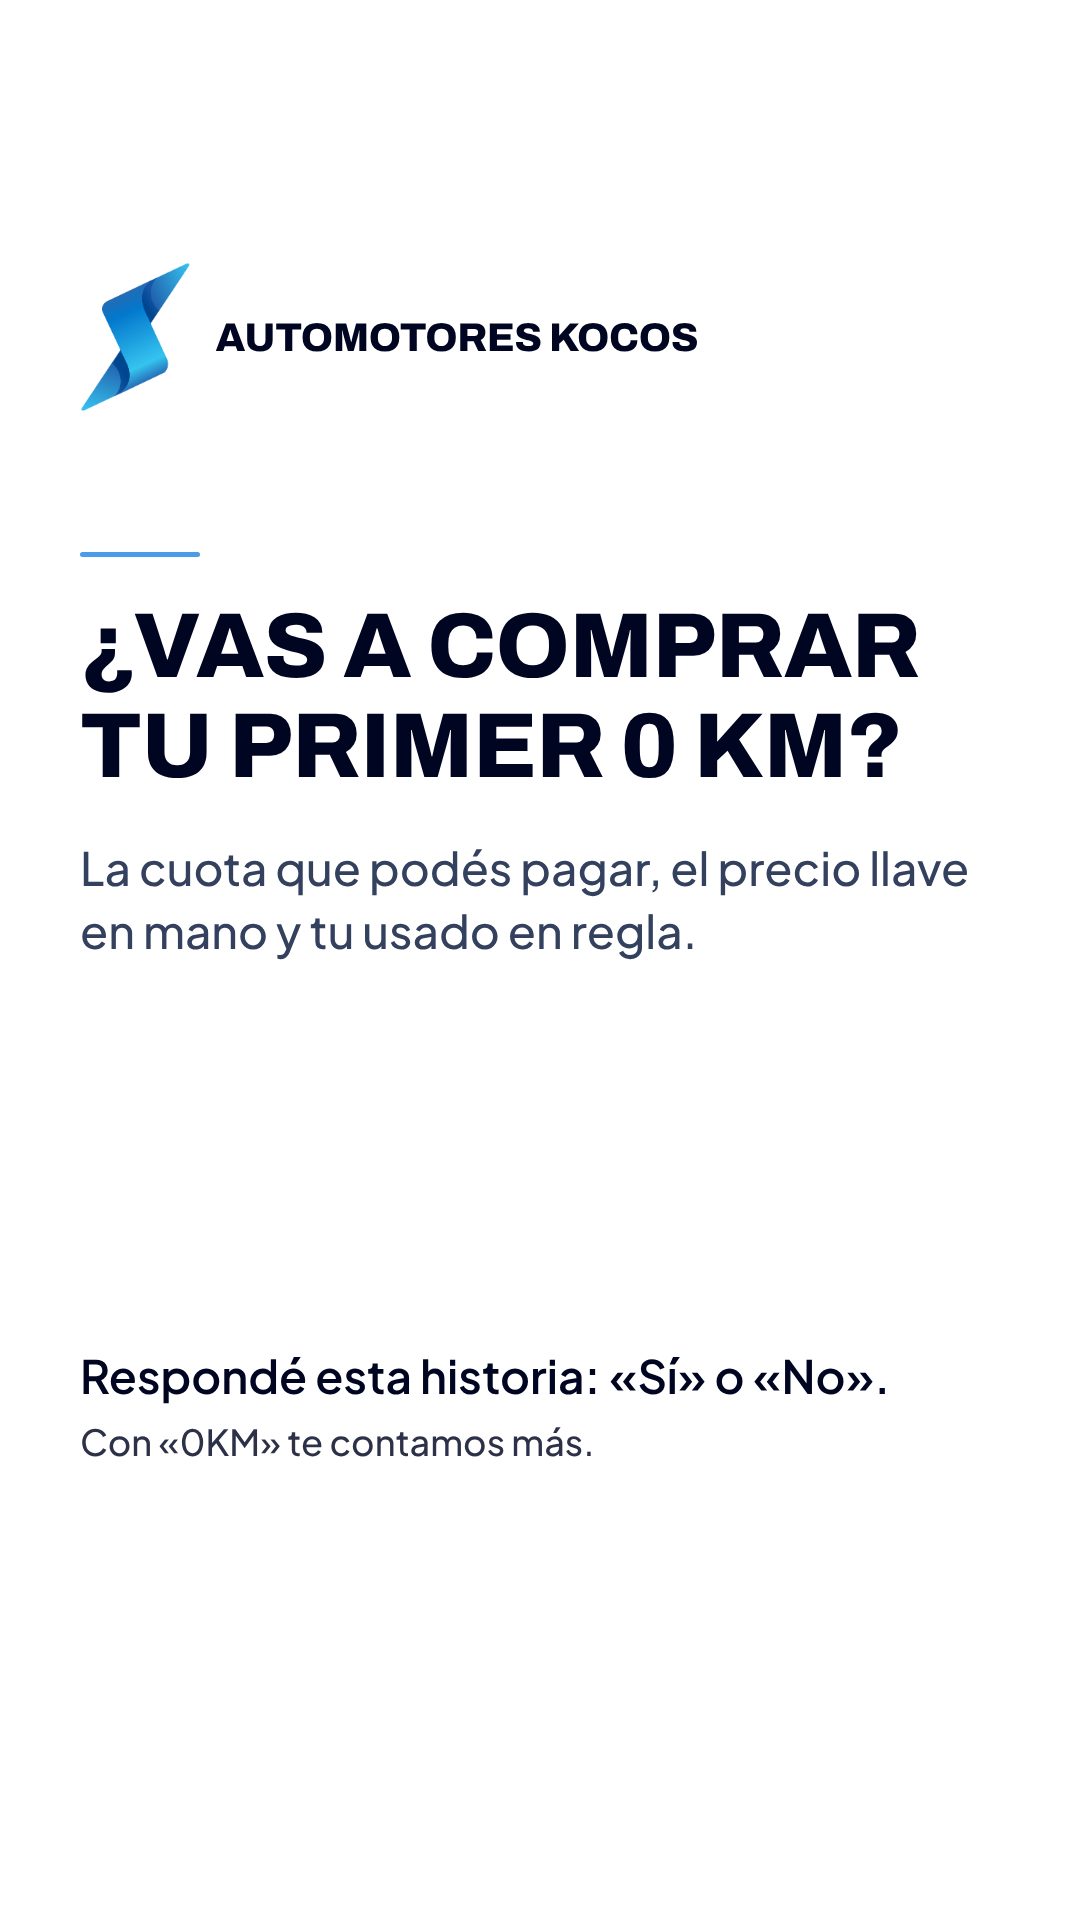 AUTOMOTORES KOCOS
¿VAS A COMPRAR
TU PRIMER 0 KM?
La cuota que podés pagar, el precio llave
en mano y tu usado en regla.
Respondé esta historia: «Sí» o «No».
Con «0KM» te contamos más.